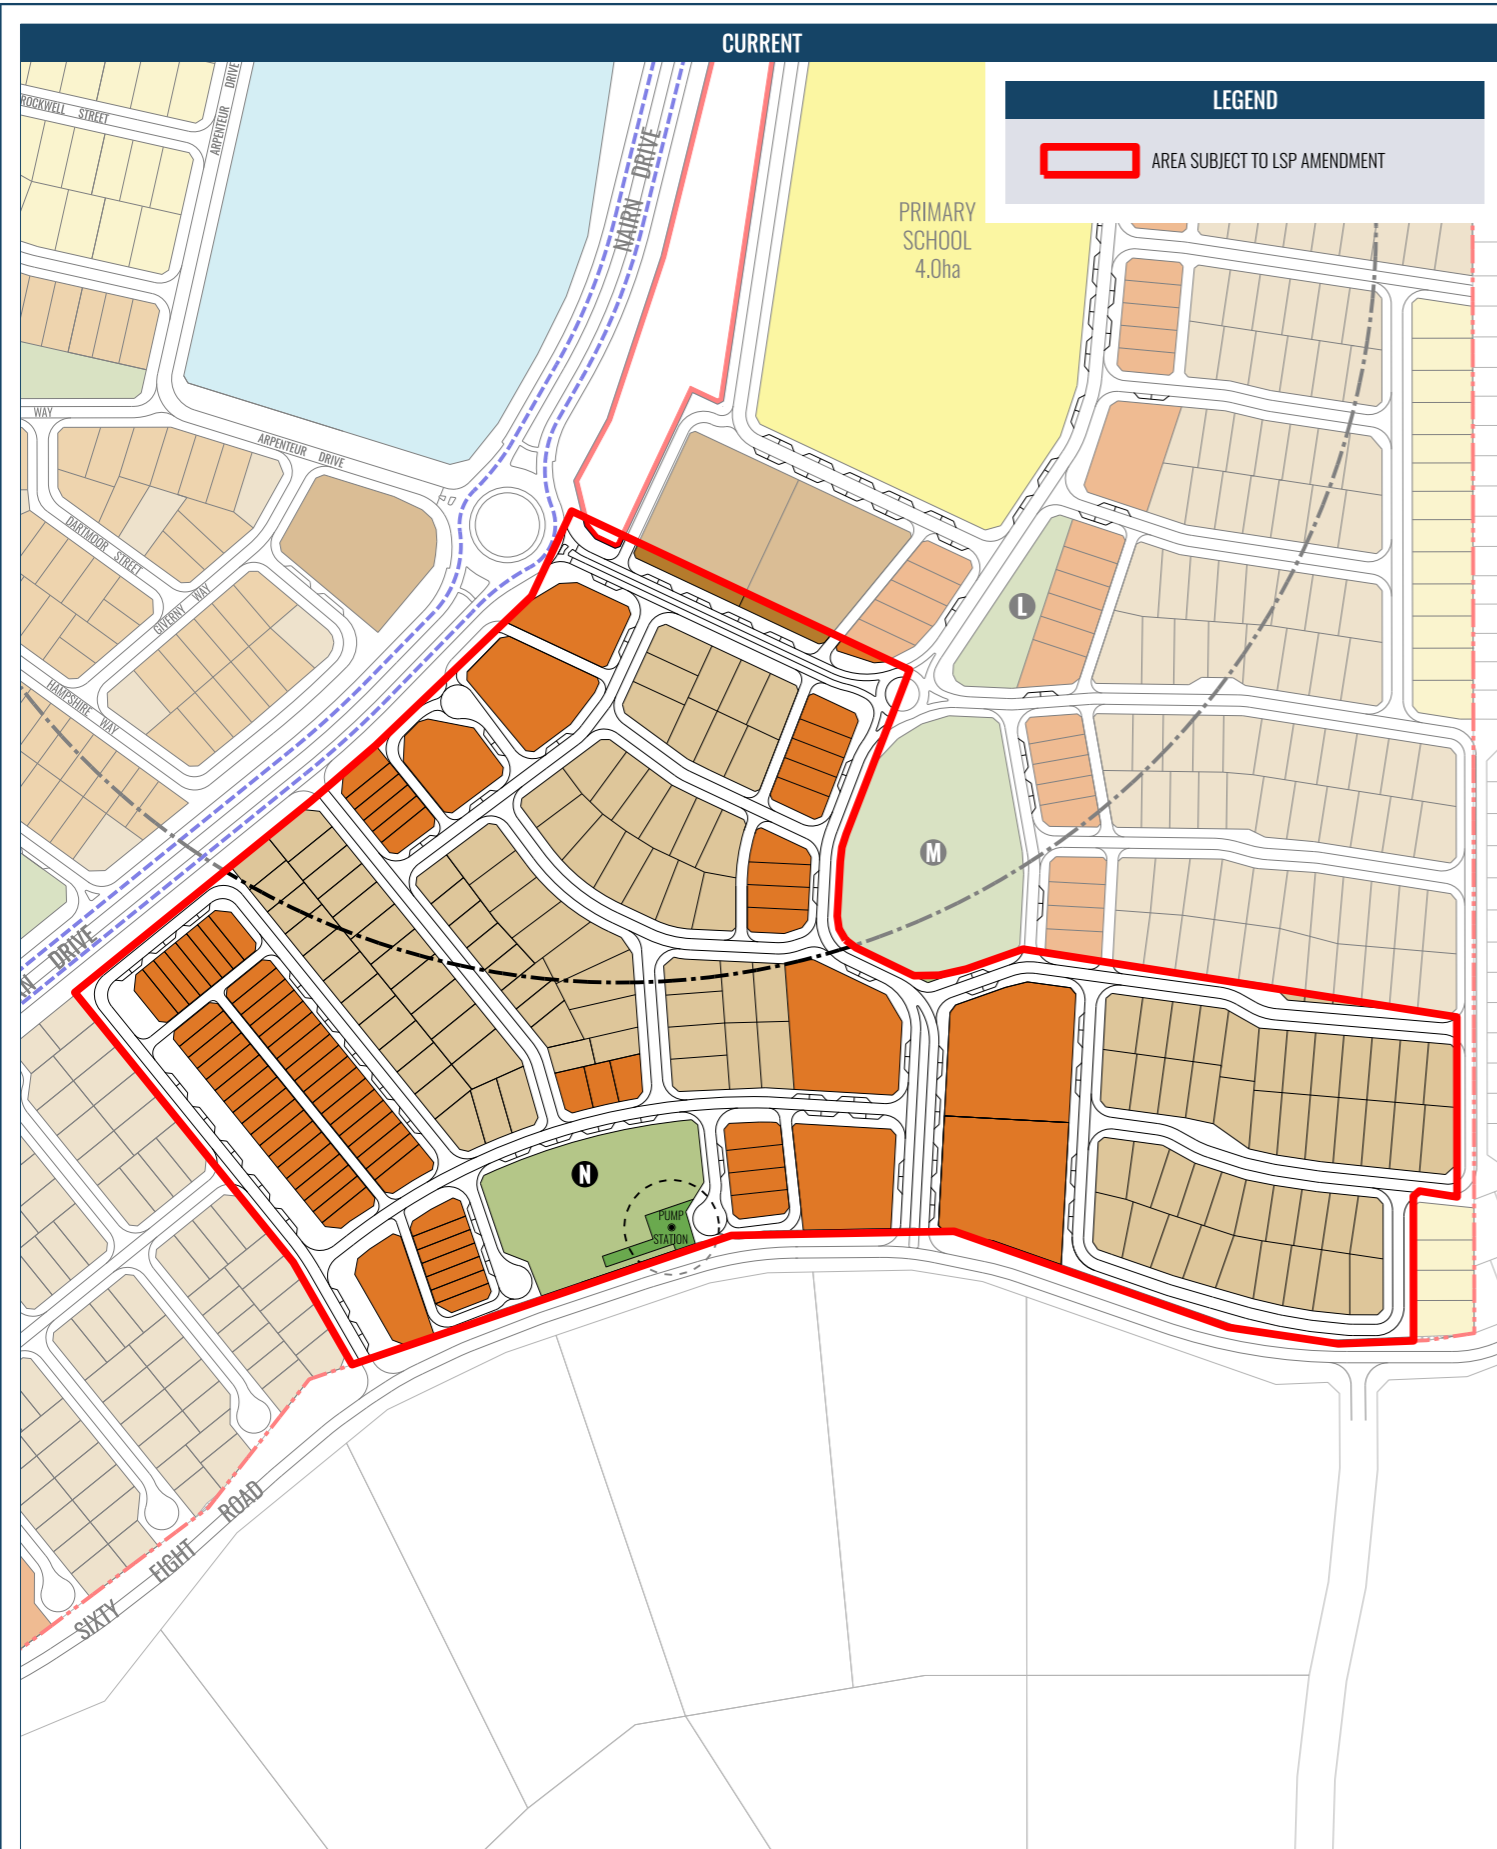 CURRENT
LEGEND
AREA SUBJECT TO LSP AMENDMENT
ROCKWELL STREET
ARPENTEUR DRIVE
NAIRN DRIVE
PRIMARY
SCHOOL
4.0ha
WAY
ARPENTEUR DRIVE
DARTMOOR STREET
GIVERNY WAY
HAMPSHIRE WAY
L
M
N DRIVE
N
PUMP
STATION
SIXTY EIGHT ROAD